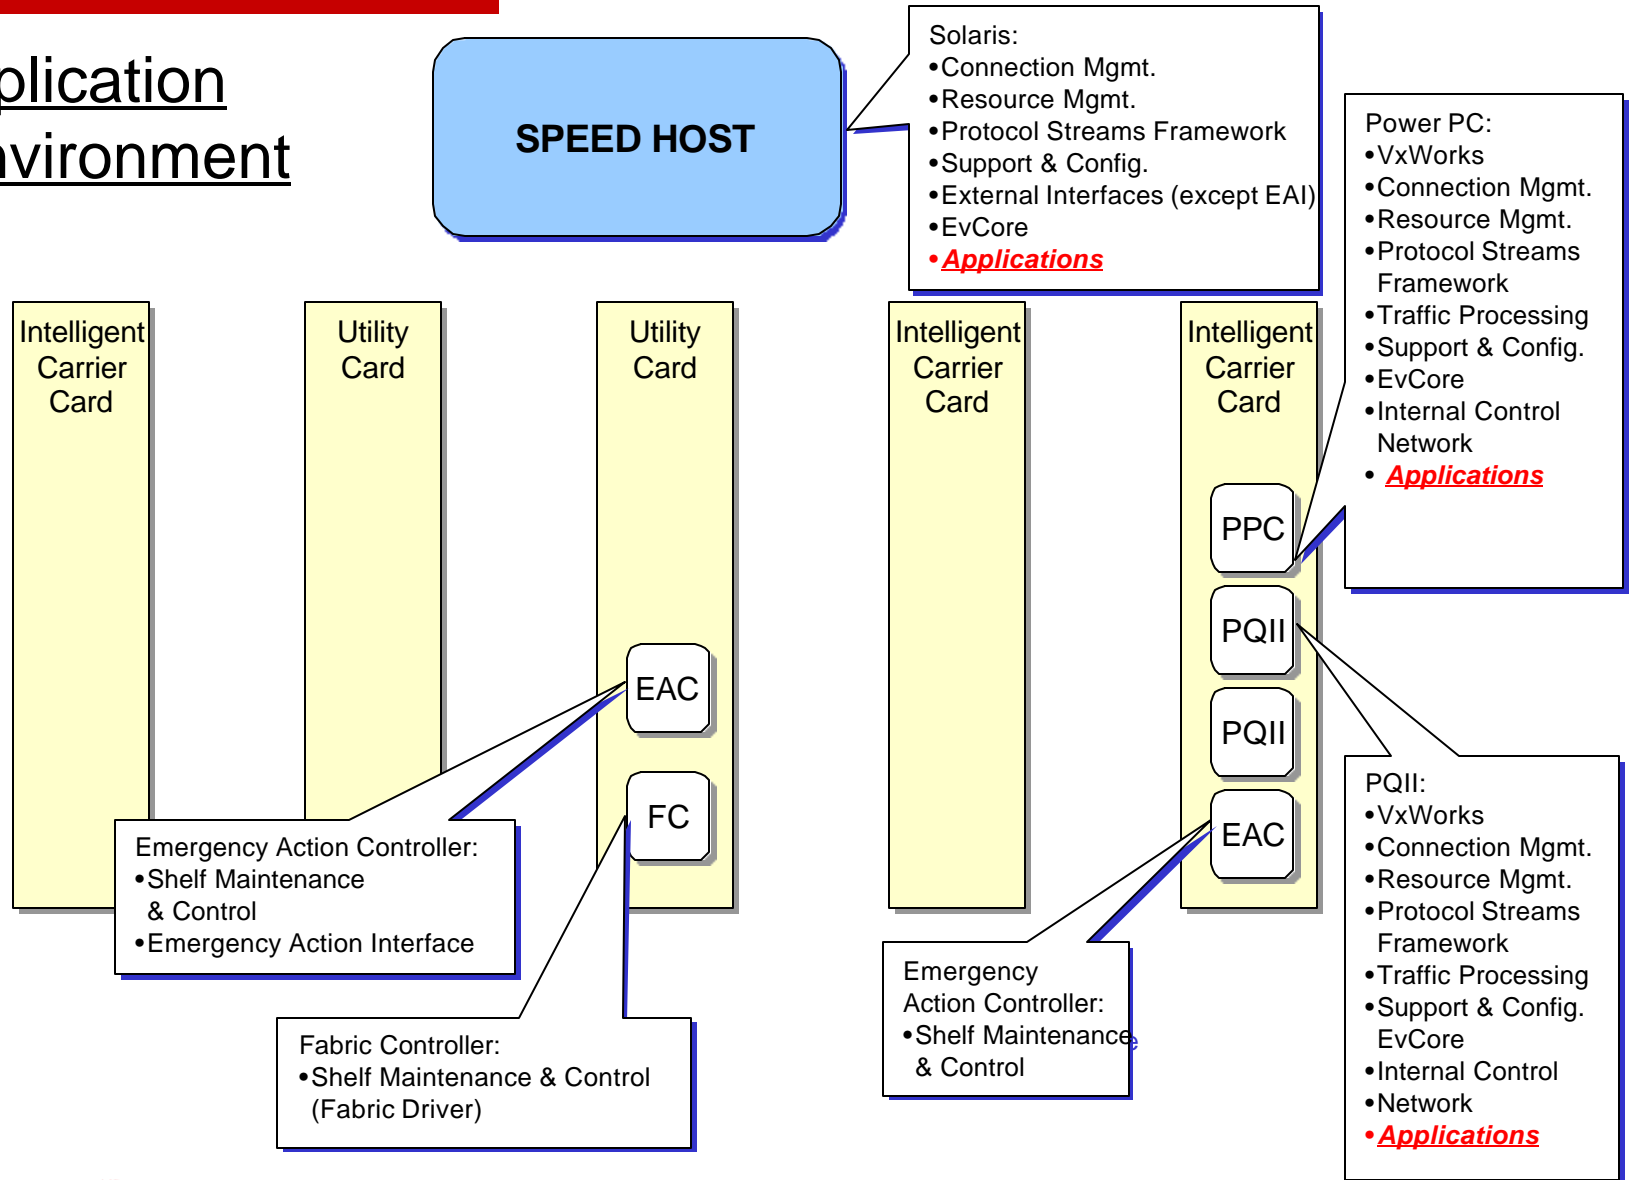 plication
nvironment
SPEED HOST
Solaris:
•Connection Mgmt.
•Resource Mgmt.
•Protocol Streams Framework
•Support & Config.
•External Interfaces (except EAI)
•EvCore
•Applications
Power PC:
•VxWorks
•Connection Mgmt.
•Resource Mgmt.
•Protocol Streams
Framework
•Traffic Processing
•Support & Config.
•EvCore
•Internal Control
Network
• Applications
Intelligent
Carrier
Card
Utility
Card
Utility
Card
Intelligent
Carrier
Card
Intelligent
Carrier
Card
PPC
PQII
PQII
EAC
EAC
FC
Emergency Action Controller:
•Shelf Maintenance
& Control
•Emergency Action Interface
Fabric Controller:
•Shelf Maintenance & Control
(Fabric Driver)
Emergency
Action Controller:
•Shelf Maintenance
& Control
PQII:
•VxWorks
•Connection Mgmt.
•Resource Mgmt.
•Protocol Streams
Framework
•Traffic Processing
•Support & Config.
EvCore
•Internal Control
•Network
•Applications